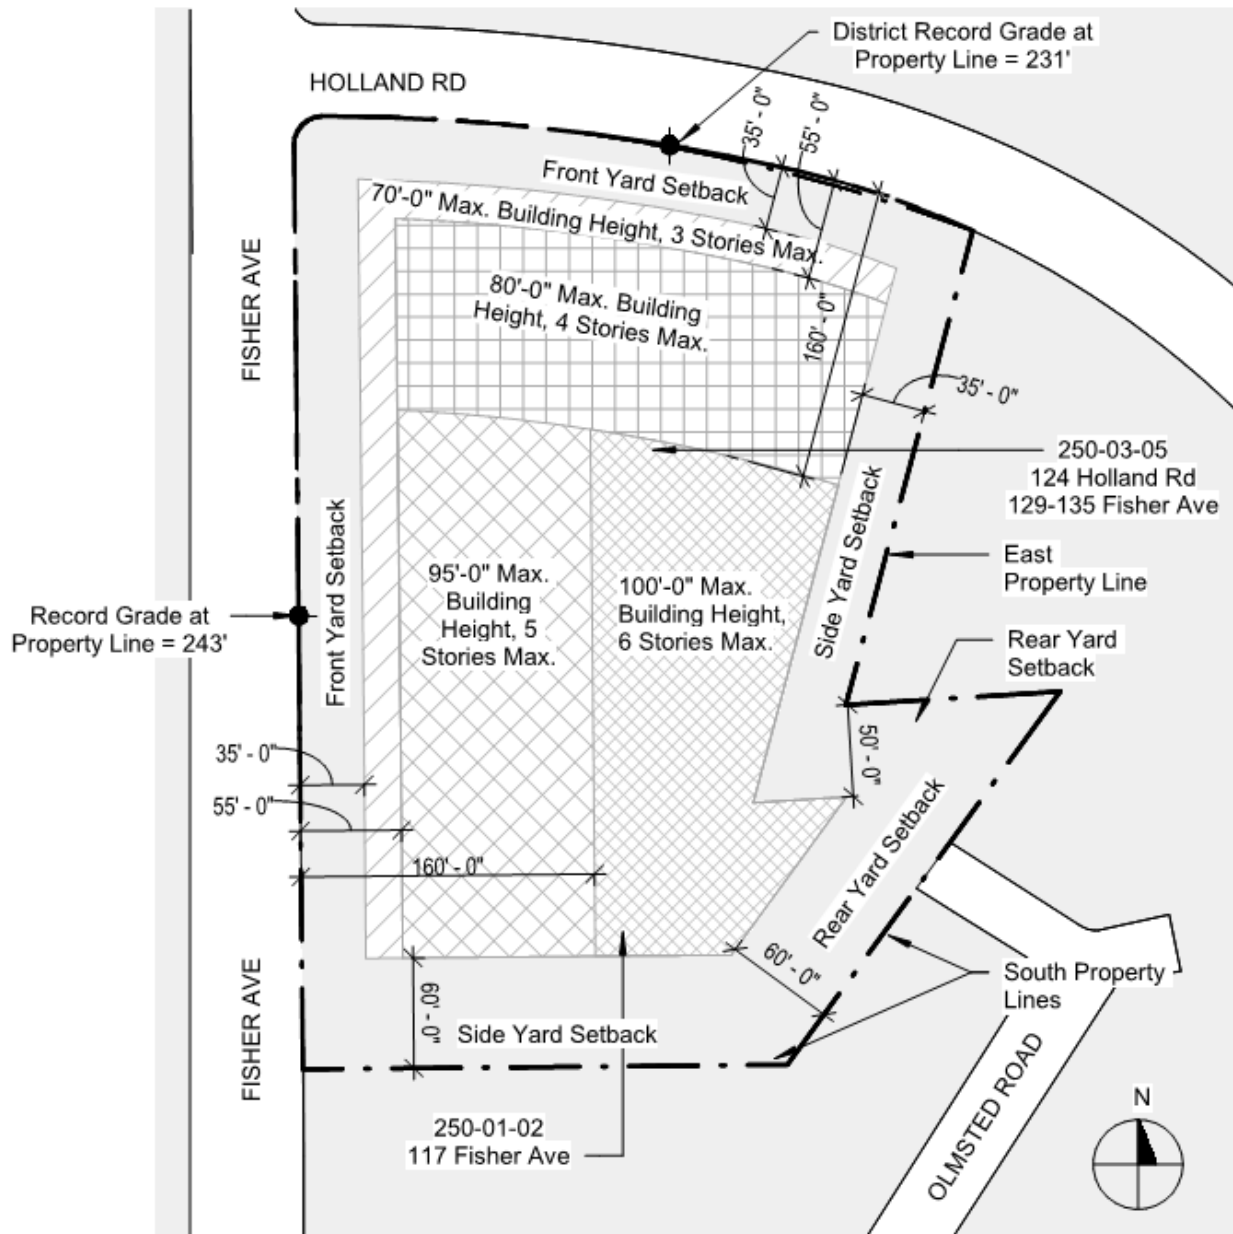 District Record Grade at
Property Line = 231'
HOLLAND RD
35' - 0"
55' - 0"
Front Yard Setback
70'-0" Max. Building Height, 3 Stories Max.
FISHER AVE
80'-0" Max. Building
Height, 4 Stories Max.
160' - 0"
35' - 0"
250-03-05
124 Holland Rd
129-135 Fisher Ave
Side Yard Setback
Front Yard Setback
95'-0" Max.
Building
Height, 5
Stories Max.
100'-0" Max.
Building Height,
6 Stories Max.
East
Property Line
Record Grade at
Property Line = 243'
Rear Yard
Setback
35' - 0"
55' - 0"
50' - 0"
160' - 0"
Rear Yard Setback
60' - 0"
60' - 0"
South Property
Lines
FISHER AVE
Side Yard Setback
250-01-02
117 Fisher Ave
OLMSTED ROAD
N